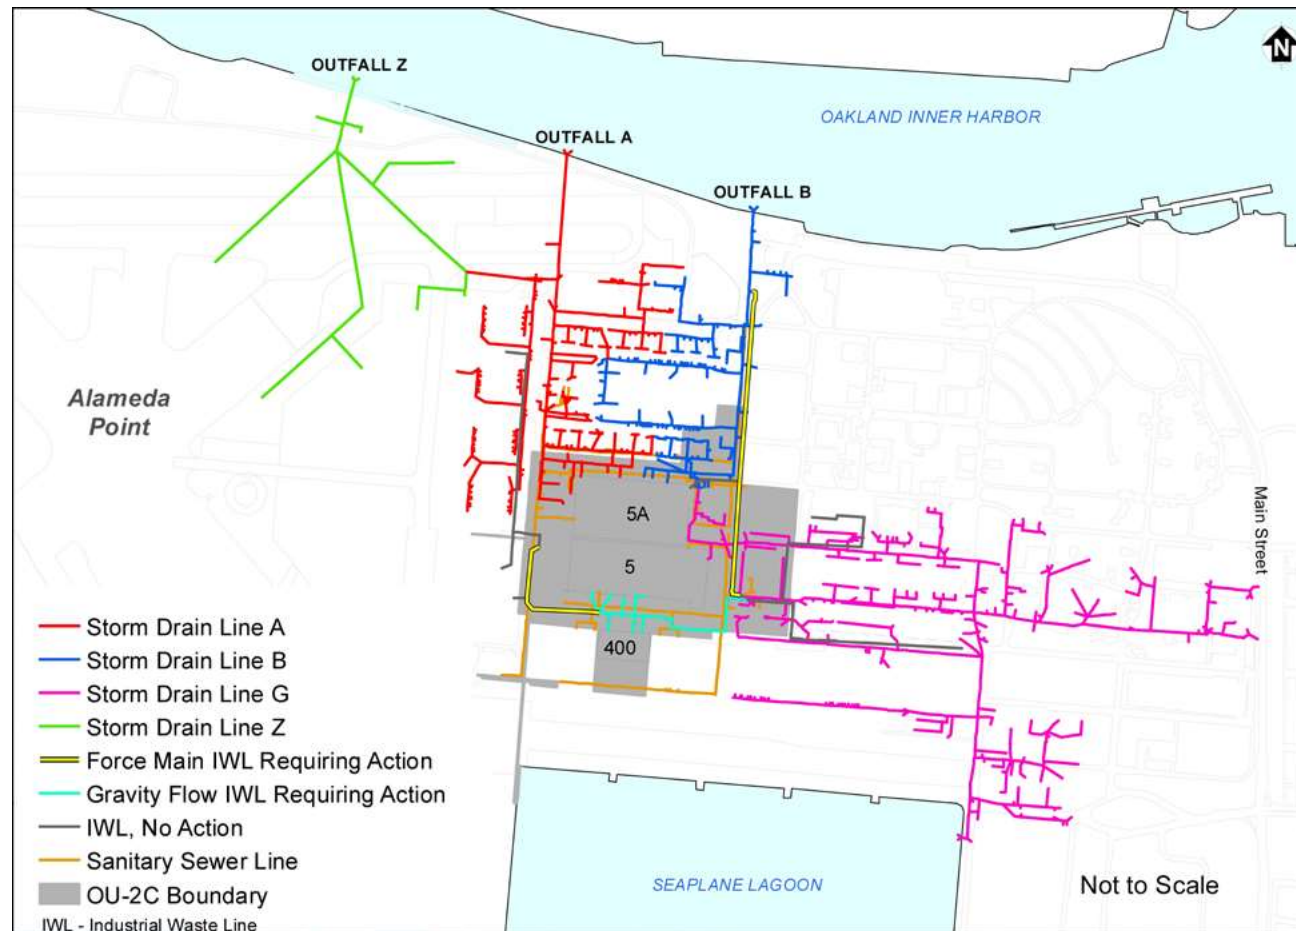 N
OUTFALL Z
OAKLAND INNER HARBOR
OUTFALL A
OUTFALL B
Alameda
Point
Main Street
5A
5
400
Storm Drain Line A
Storm Drain Line B
Storm Drain Line G
Storm Drain Line Z
Force Main IWL Requiring Action
Gravity Flow IWL Requiring Action
IWL, No Action
Sanitary Sewer Line
OU-2C Boundary
IWL - Industrial Waste Line
SEAPLANE LAGOON
Not to Scale